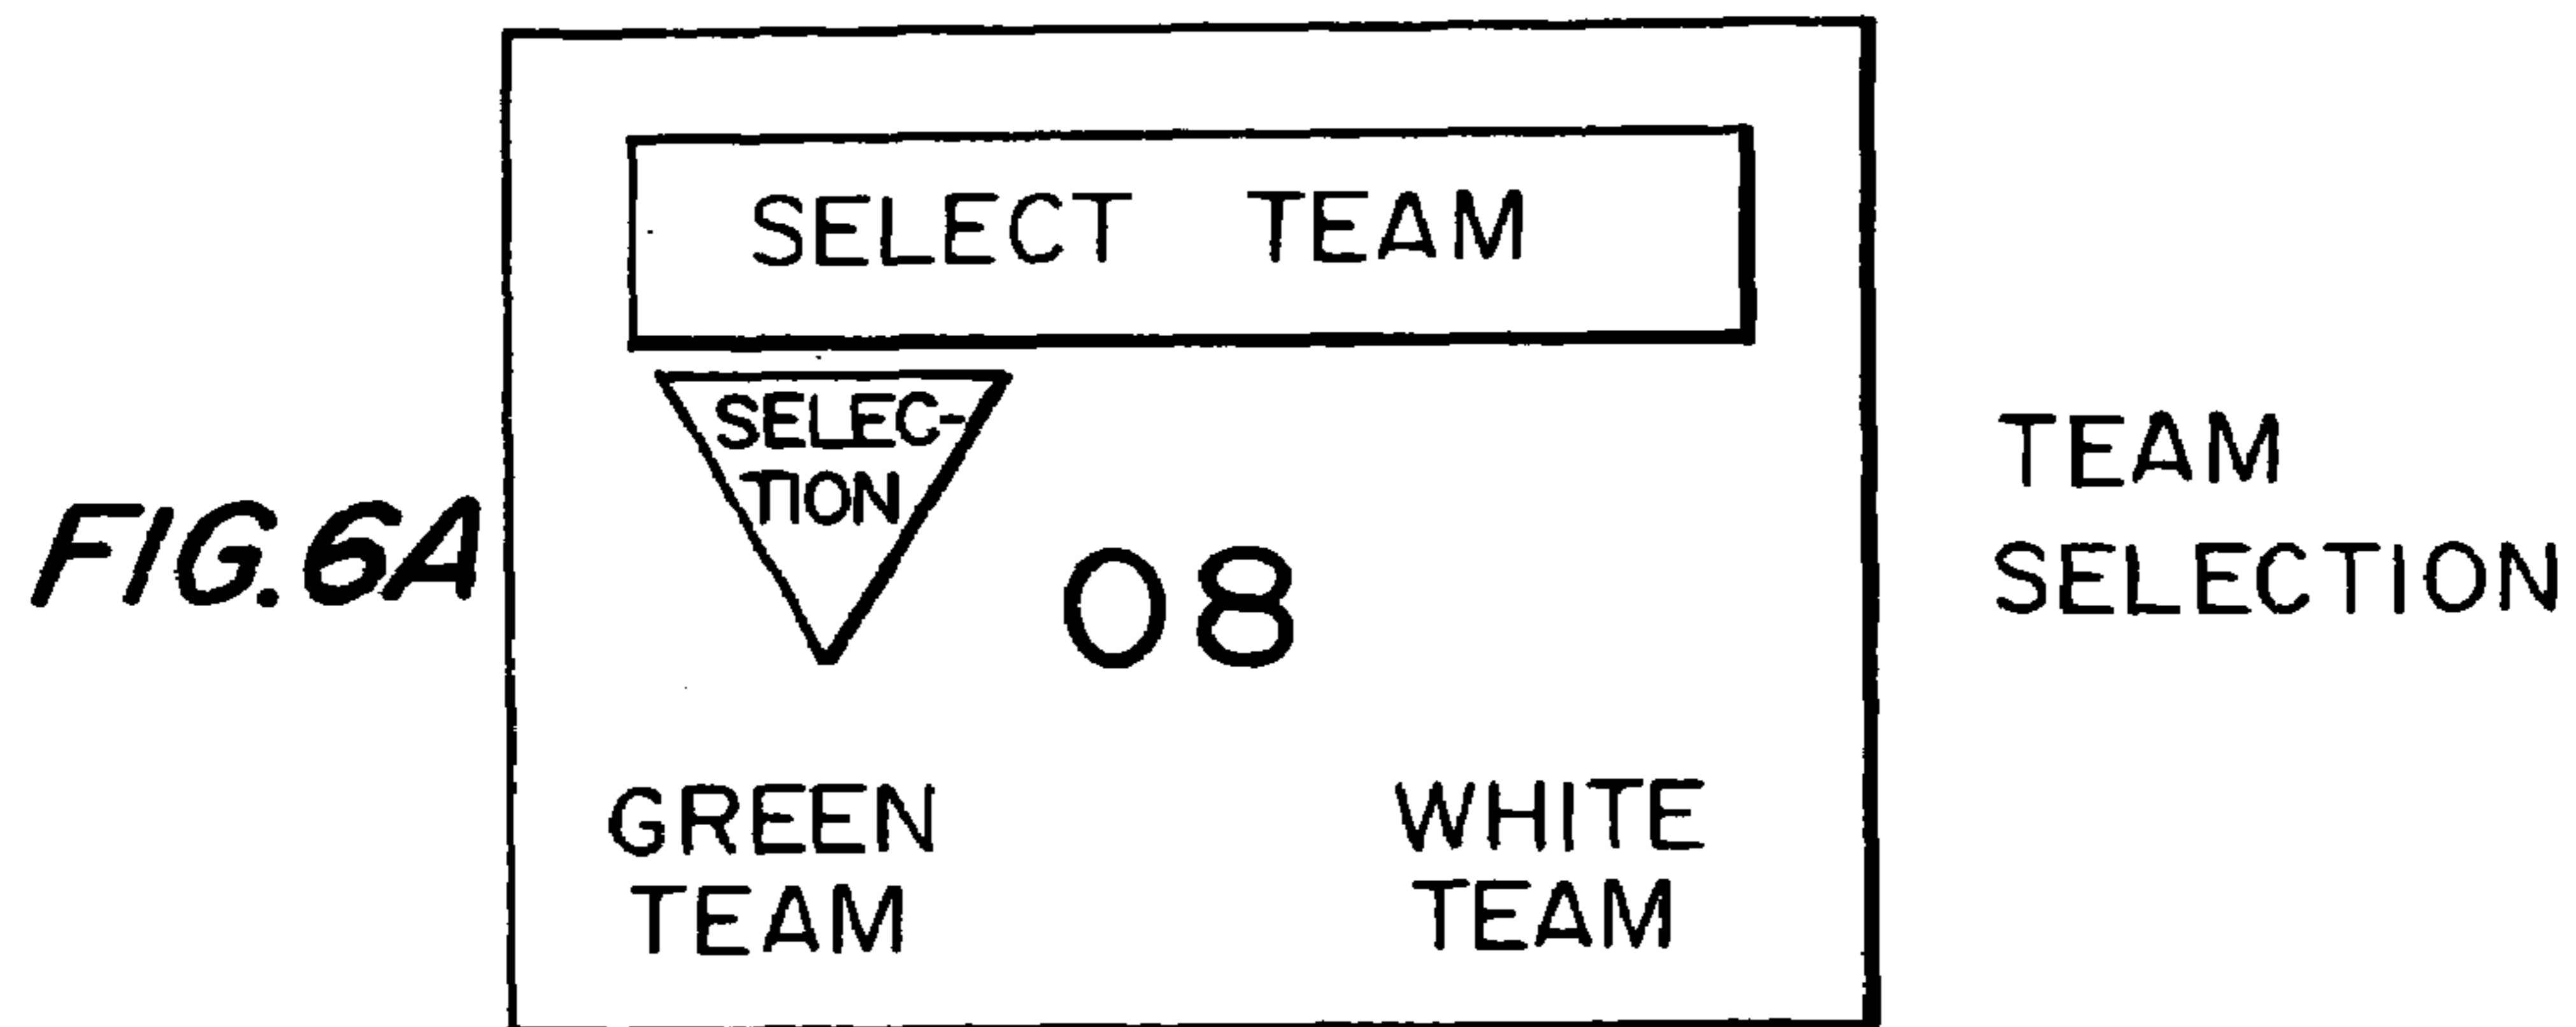 SELECT TEAM
SELEC-
TION
FIG.6A
08
TEAM
SELECTION
GREEN
TEAM
WHITE
TEAM